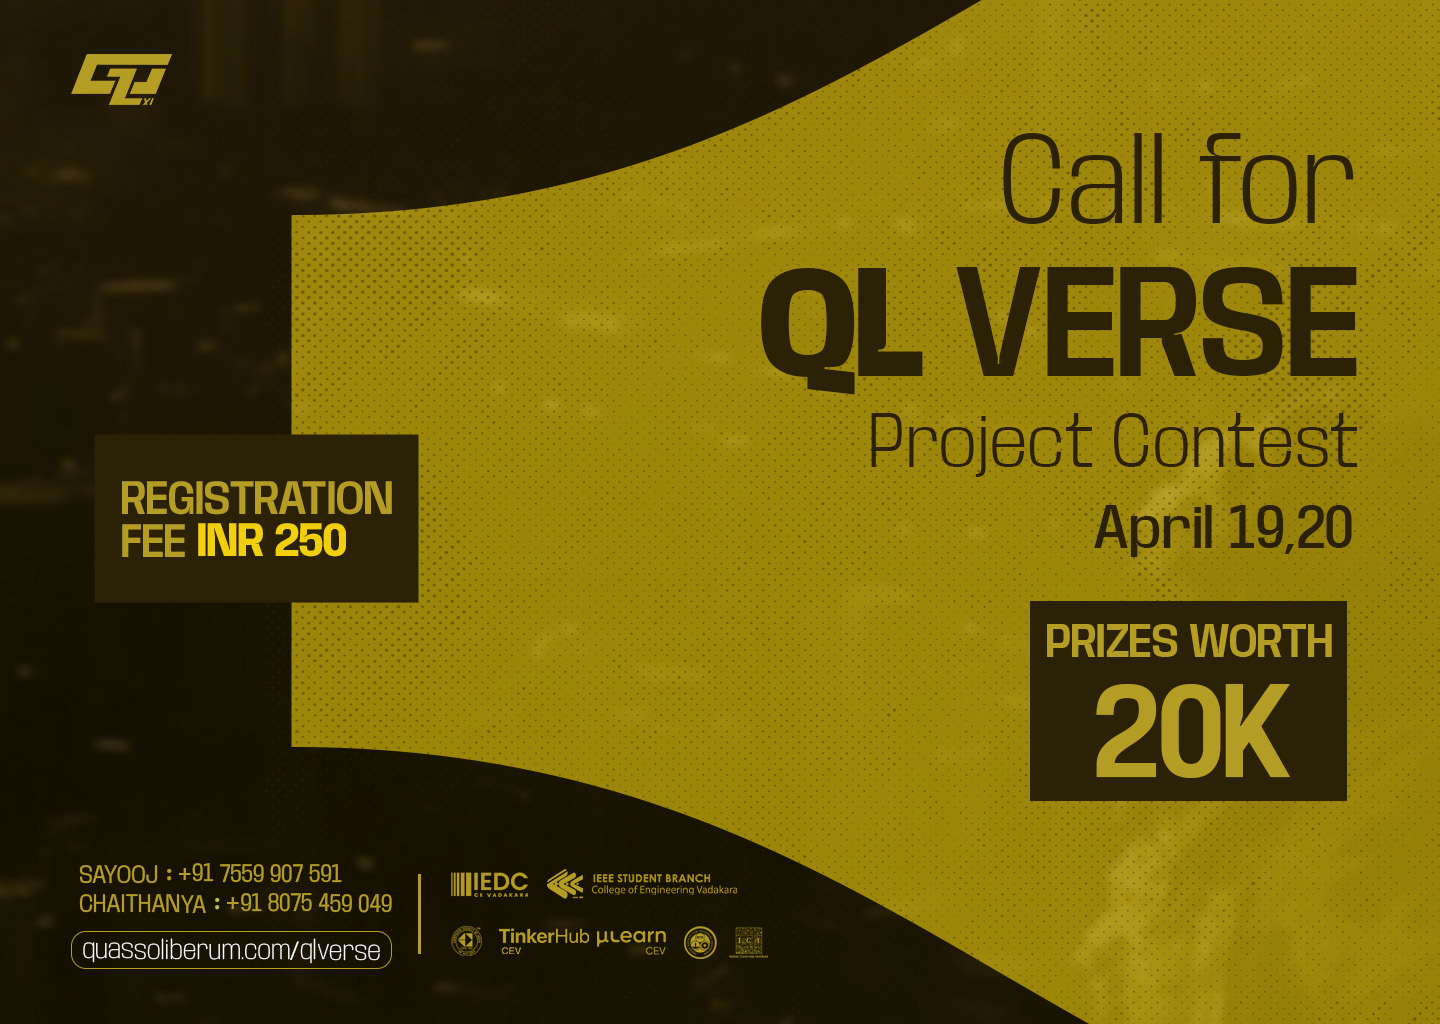 XI
Call for
QL VERSE
Project Contest
April 19,20
REGISTRATION
FEE INR 250
PRIZES WORTH
20K
SAYOOJ : +91 7559 907 591
CHAITHANYA : +91 8075 459 049
quassoliberum.com/qlverse
IEDC
CE VADAKARA
IEEE STUDENT BRANCH
College of Engineering Vadakara
TinkerHub
CEV
µLearn
CEV